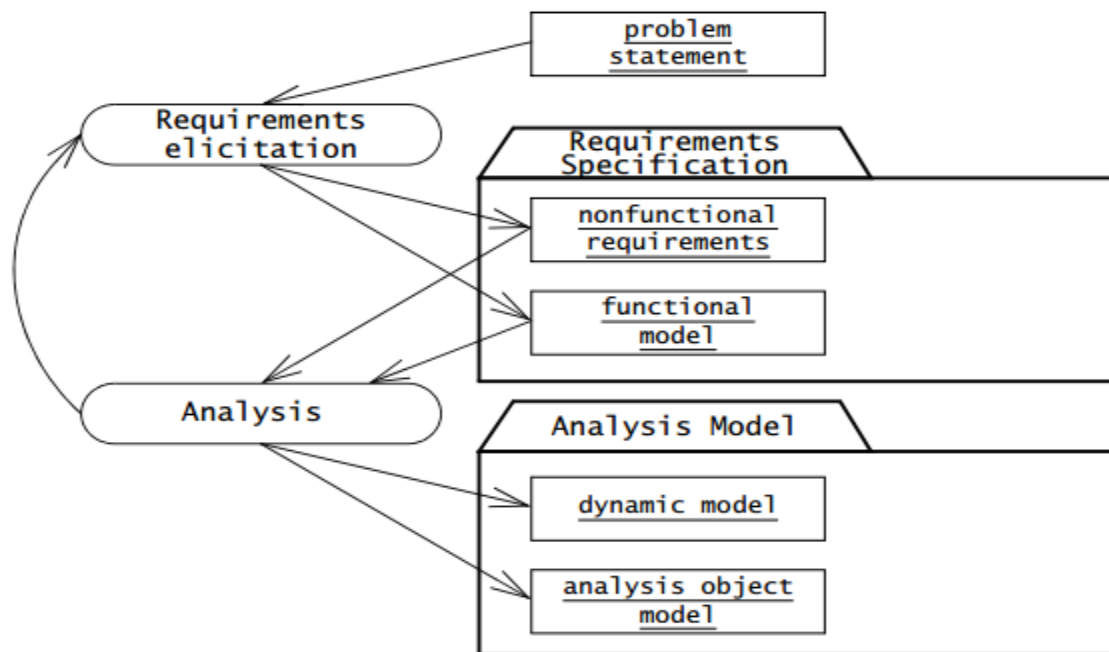 problem
statement
Requirements
elicitation
Requirements
Specification
nonfunctional
requirements
functional
model
Analysis
Analysis Model
dynamic model
analysis object
model